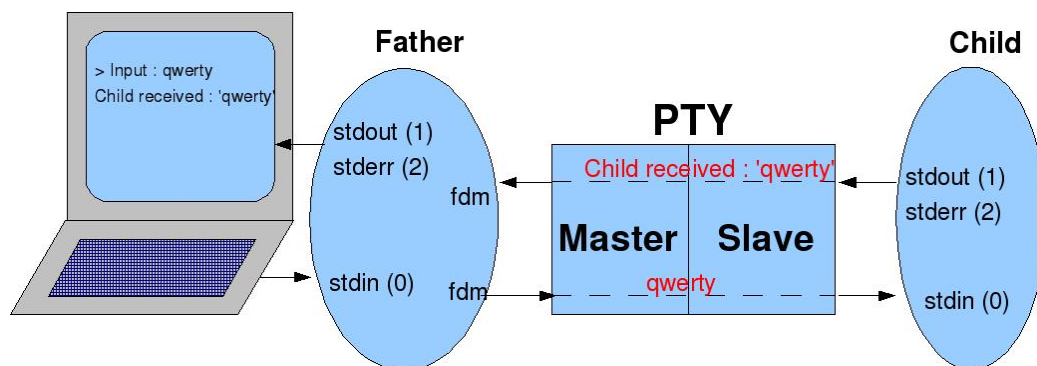 > Input : qwerty
Child received : 'qwerty'
Father
stdout (1)
stderr (2)
fdm
stdin (0)
fdm
PTY
Child received : 'qwerty'
Master
Slave
qwerty
Child
stdout (1)
stderr (2)
stdin (0)